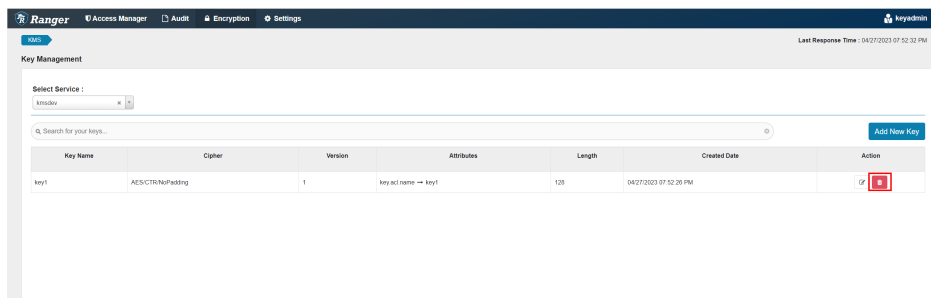 Ranger Access Manager Audit Encryption Settings keyadmin
KMS Last Response Time : 04/27/2023 07:52:32 PM
Key Management
Select Service :
kmsdev
Search for your keys...
Add New Key
Key Name Cipher Version Attributes Length Created Date Action
key1 AES/CTR/NoPadding 1 key.acl.name → key1 128 04/27/2023 07:52:26 PM